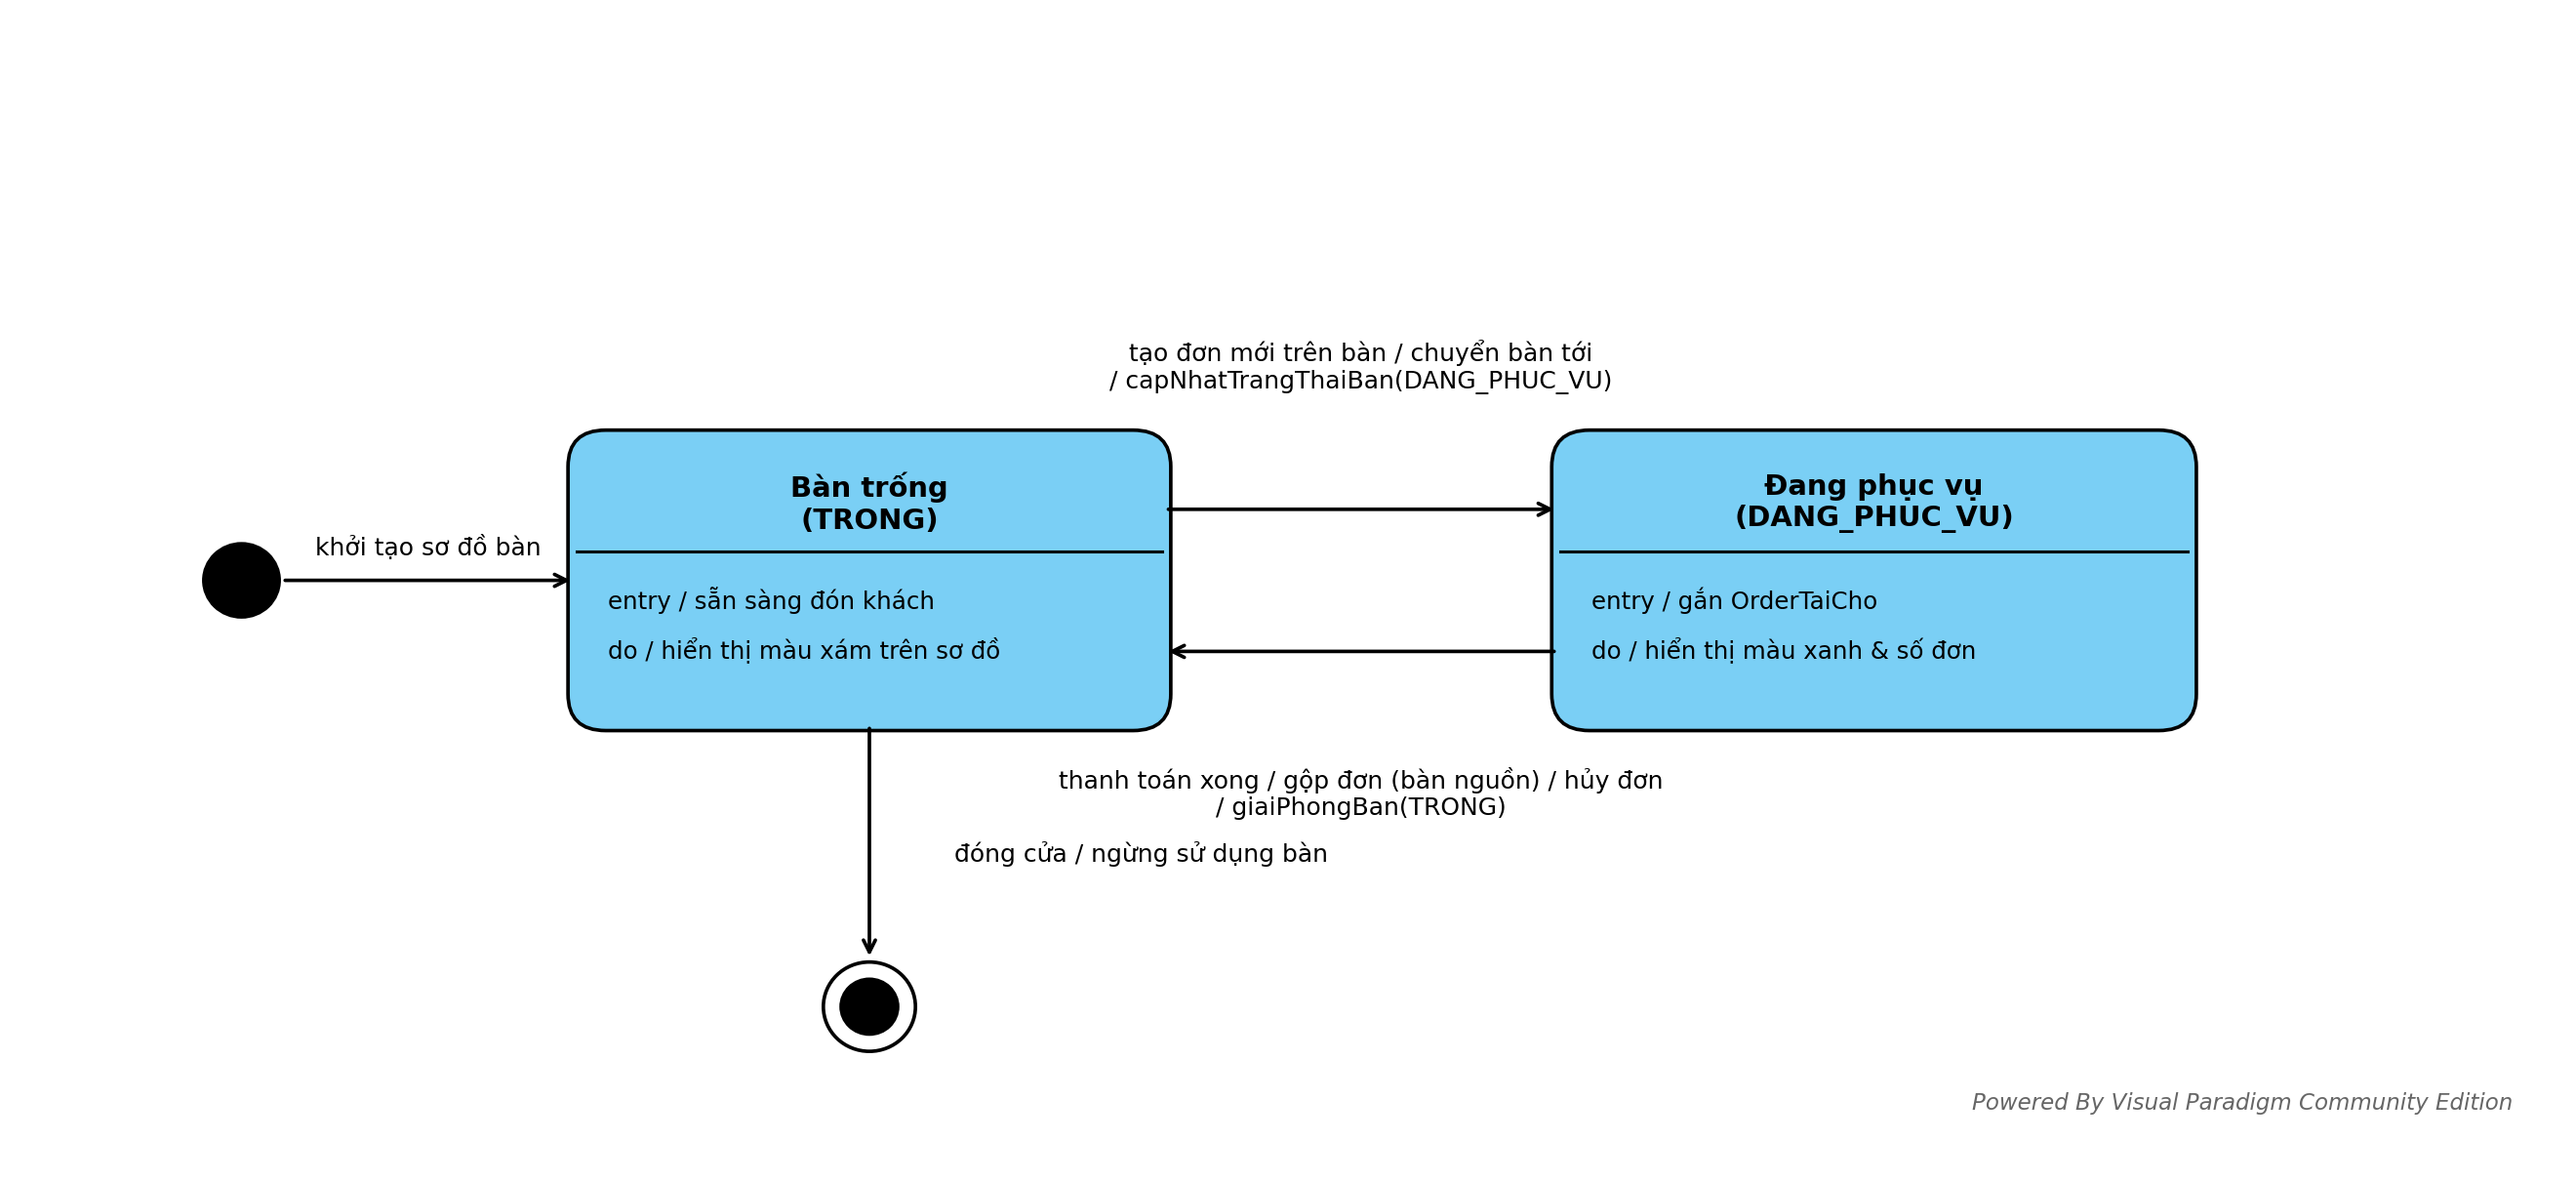 tạo đơn mới trên bàn / chuyển bàn tới
/ capNhatTrangThaiBan(DANG_PHUC_VU)
Bàn trống
(TRONG)
Đang phục vụ
(DANG_PHUC_VU)
khởi tạo sơ đồ bàn
entry / sẵn sàng đón khách
do / hiển thị màu xám trên sơ đồ
entry / gắn OrderTaiCho
do / hiển thị màu xanh & số đơn
thanh toán xong / gộp đơn (bàn nguồn) / hủy đơn
/ giaiPhongBan(TRONG)
đóng cửa / ngừng sử dụng bàn
Powered By Visual Paradigm Community Edition